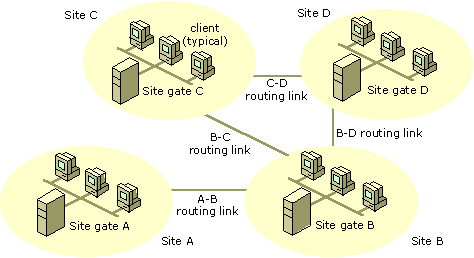 Site C
client
(typical)
Site D
Site gate C
C-D
routing link
Site gate D
B-C
routing link
B-D routing link
A-B
routing link
Site gate A
Site gate B
Site A
Site B